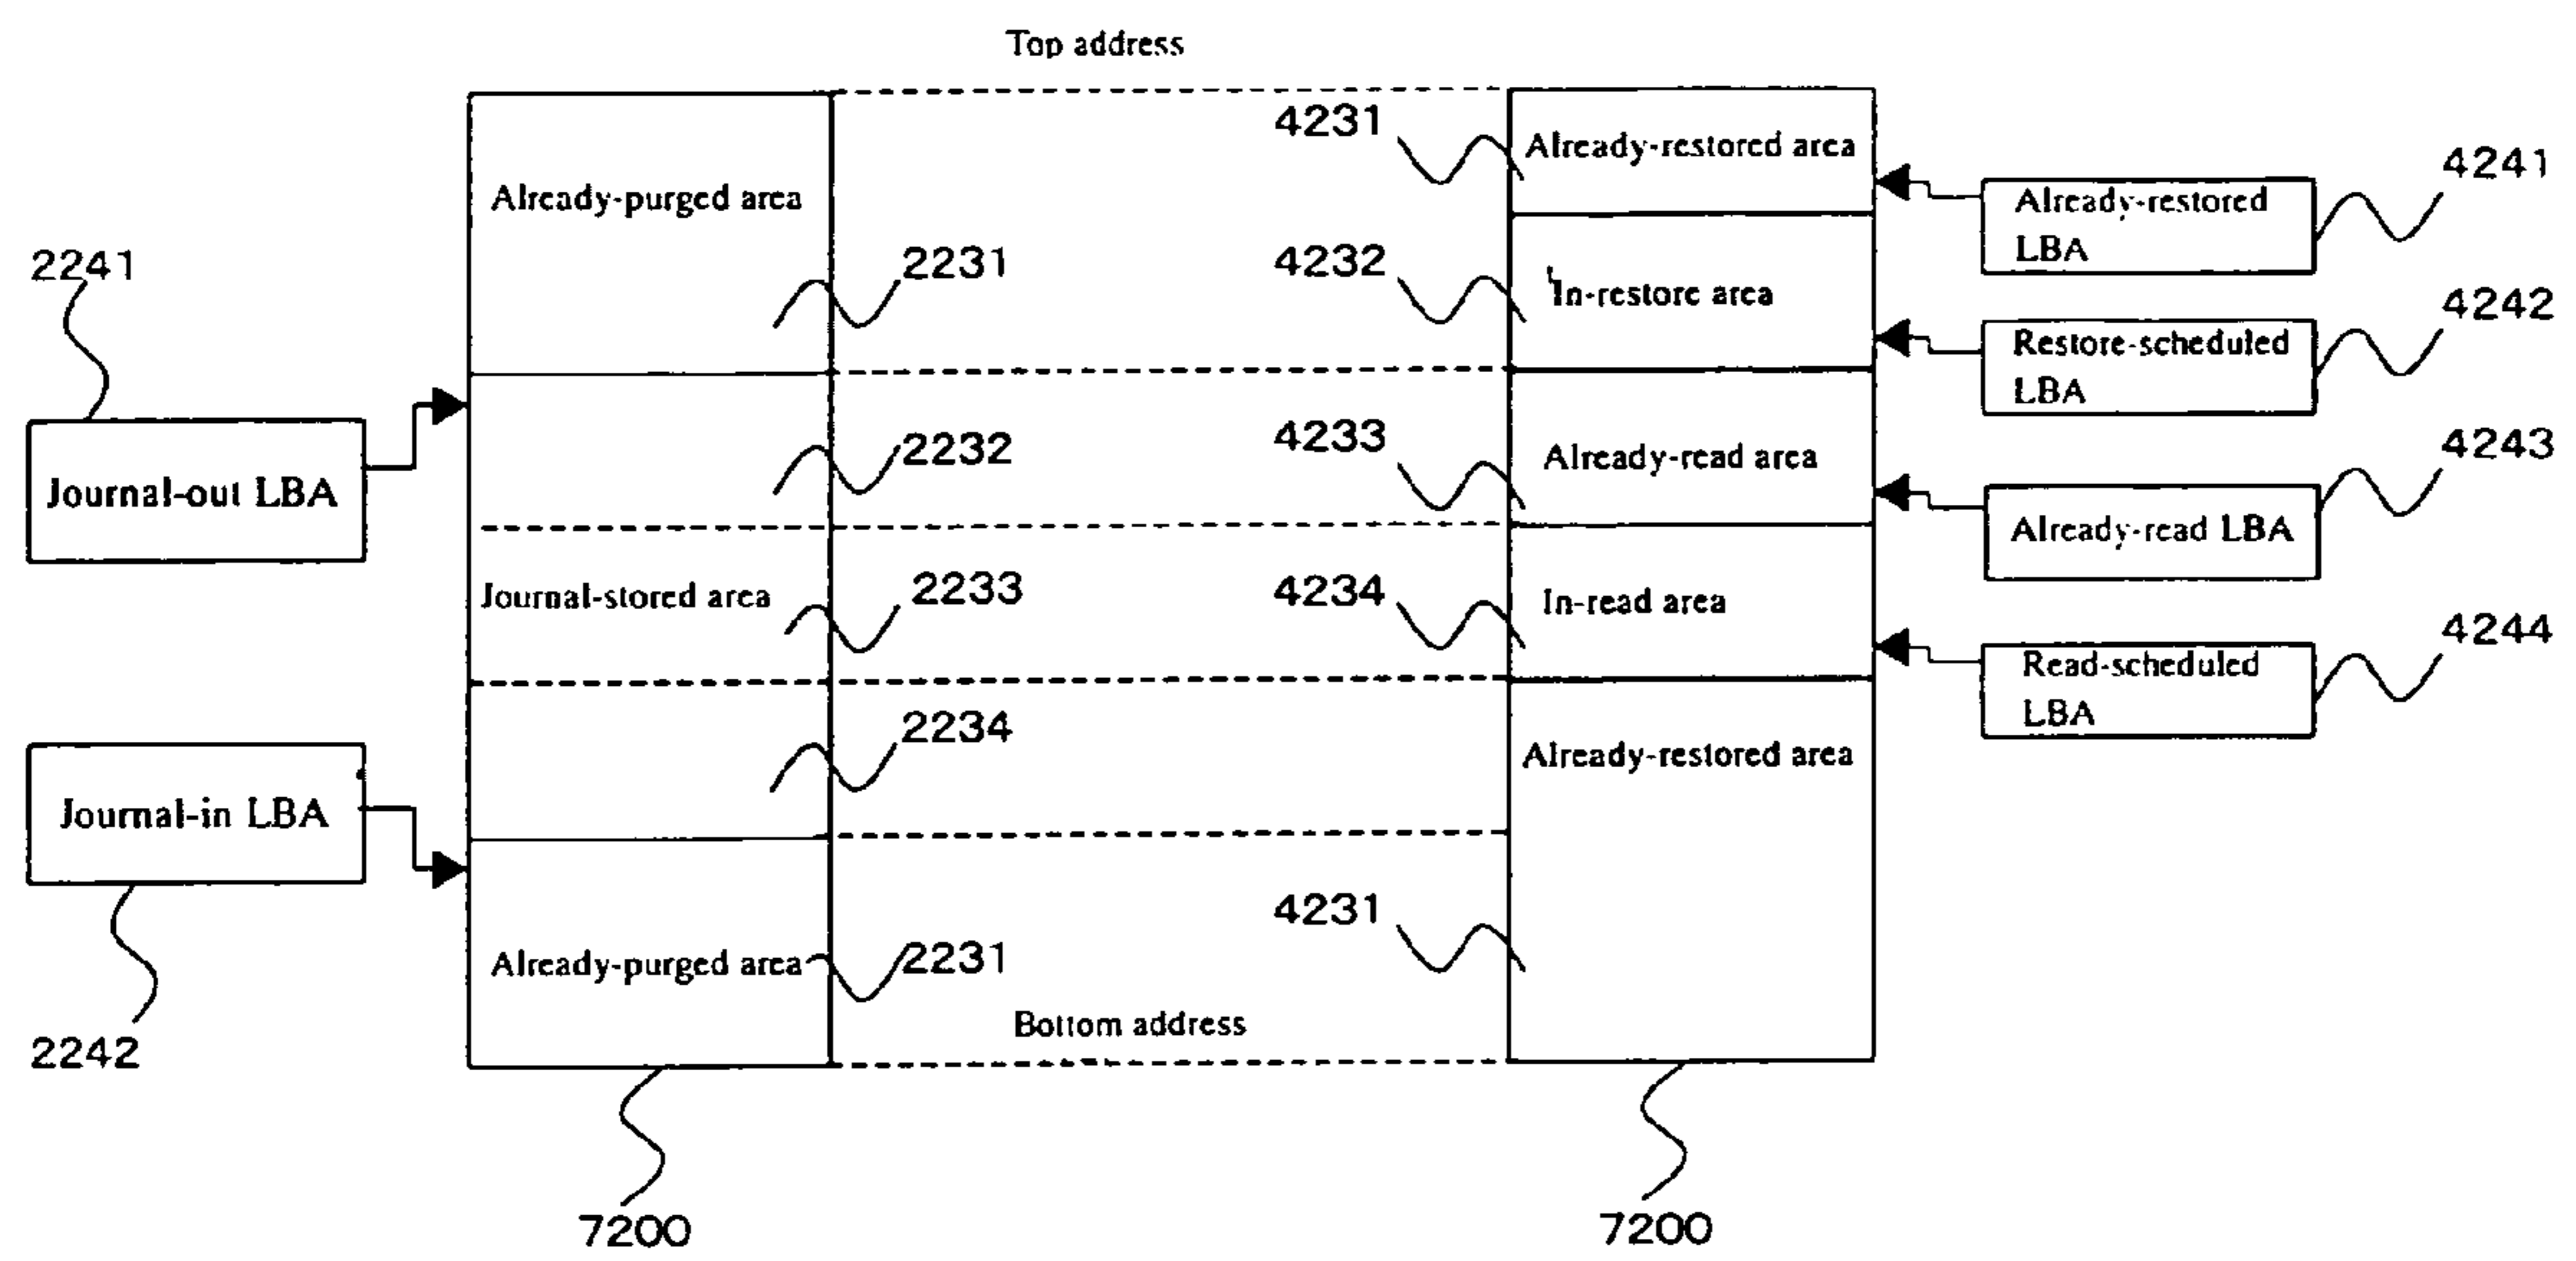 Top address
4231
Already-restored area
4241
Already-restored
LBA
Already-purged area
2241
2231
4232
In-restore area
4242
Restore-scheduled
LBA
2232
4233
Already-read area
4243
Journal-out LBA
Already-read LBA
Journal-stored area
2233
4234
In-read area
4244
Read-scheduled
LBA
2234
Already-restored area
Journal-in LBA
4231
Already-purged area
2231
Bottom address
2242
7200
7200